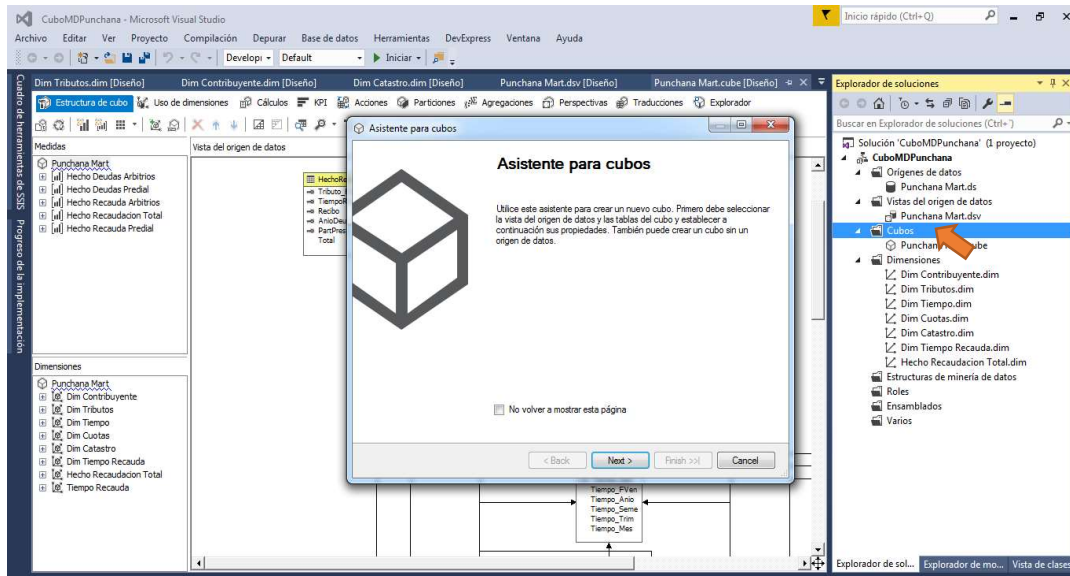 CuboMDPunchana - Microsoft Visual Studio
Inicio rápido (Ctrl+Q)
Archivo Editar Ver Proyecto Compilación Depurar Base de datos Herramientas DevExpress Ventana Ayuda
Develop Default Iniciar
Cuadro de herramientas de SSIS
Progreso de la implementación
Dim Tributos.dim [Diseño] Dim Contribuyente.dim [Diseño] Dim Catastro.dim [Diseño] Punchana Mart.dsv [Diseño] Punchana Mart.cube [Diseño]
Estructura de cubo Uso de dimensiones Cálculos KPI Acciones Particiones Agregaciones Perspectivas Traducciones Explorador
Medidas
Punchana Mart
Hecho Deudas Arbitrios
Hecho Deudas Predial
Hecho Recauda Arbitrios
Hecho Recaudacion Total
Hecho Recauda Predial
Dimensiones
Punchana Mart
Dim Contribuyente
Dim Tributos
Dim Tiempo
Dim Cuotas
Dim Catastro
Dim Tiempo Recauda
Hecho Recaudacion Total
Tiempo Recauda
Vista del origen de datos
HechoRe
Tributo_
TiempoR
Recibo
AnioDeu
PartPres
Total
Asistente para cubos
Asistente para cubos
Utilice este asistente para crear un nuevo cubo. Primero debe seleccionar
la vista del origen de datos y las tablas del cubo y establecer a
continuación sus propiedades. También puede crear un cubo sin un
origen de datos.
No volver a mostrar esta página
< Back Next > Finish >>| Cancel
Tiempo_FVen
Tiempo_Anio
Tiempo_Seme
Tiempo_Trim
Tiempo_Mes
Explorador de soluciones
Buscar en Explorador de soluciones (Ctrl+´)
Solución 'CuboMDPunchana' (1 proyecto)
CuboMDPunchana
Orígenes de datos
Punchana Mart.ds
Vistas del origen de datos
Punchana Mart.dsv
Cubos
Punchan ube
Dimensiones
Dim Contribuyente.dim
Dim Tributos.dim
Dim Tiempo.dim
Dim Cuotas.dim
Dim Catastro.dim
Dim Tiempo Recauda.dim
Hecho Recaudacion Total.dim
Estructuras de minería de datos
Roles
Ensamblados
Varios
Explorador de sol... Explorador de mo... Vista de clases